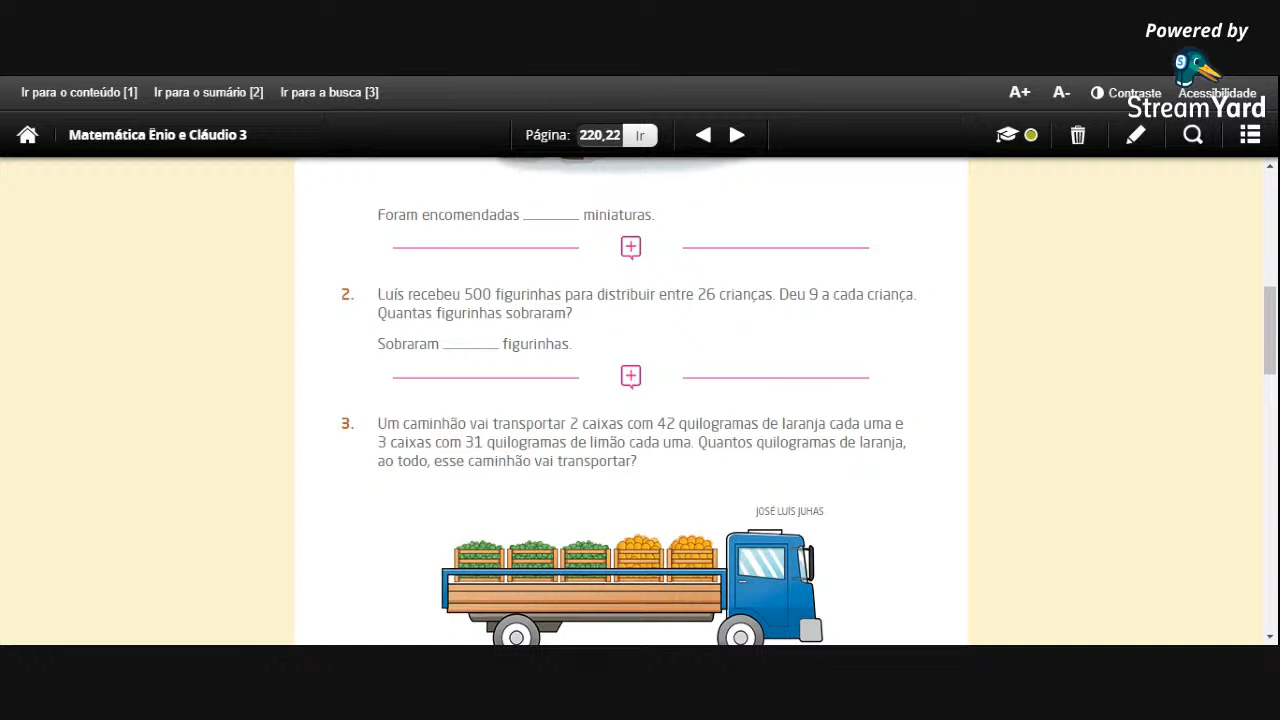 Powered by
StreamYard
Ir para o conteúdo [1] Ir para o sumário [2] Ir para a busca [3] A+ A- Contraste Acessibilidade
Matemática Ênio e Cláudio 3 Página: 220,22 Ir
Foram encomendadas ________ miniaturas.
2. Luís recebeu 500 figurinhas para distribuir entre 26 crianças. Deu 9 a cada criança.
Quantas figurinhas sobraram?
Sobraram ________ figurinhas.
3. Um caminhão vai transportar 2 caixas com 42 quilogramas de laranja cada uma e
3 caixas com 31 quilogramas de limão cada uma. Quantos quilogramas de laranja,
ao todo, esse caminhão vai transportar?
JOSÉ LUÍS JUHAS